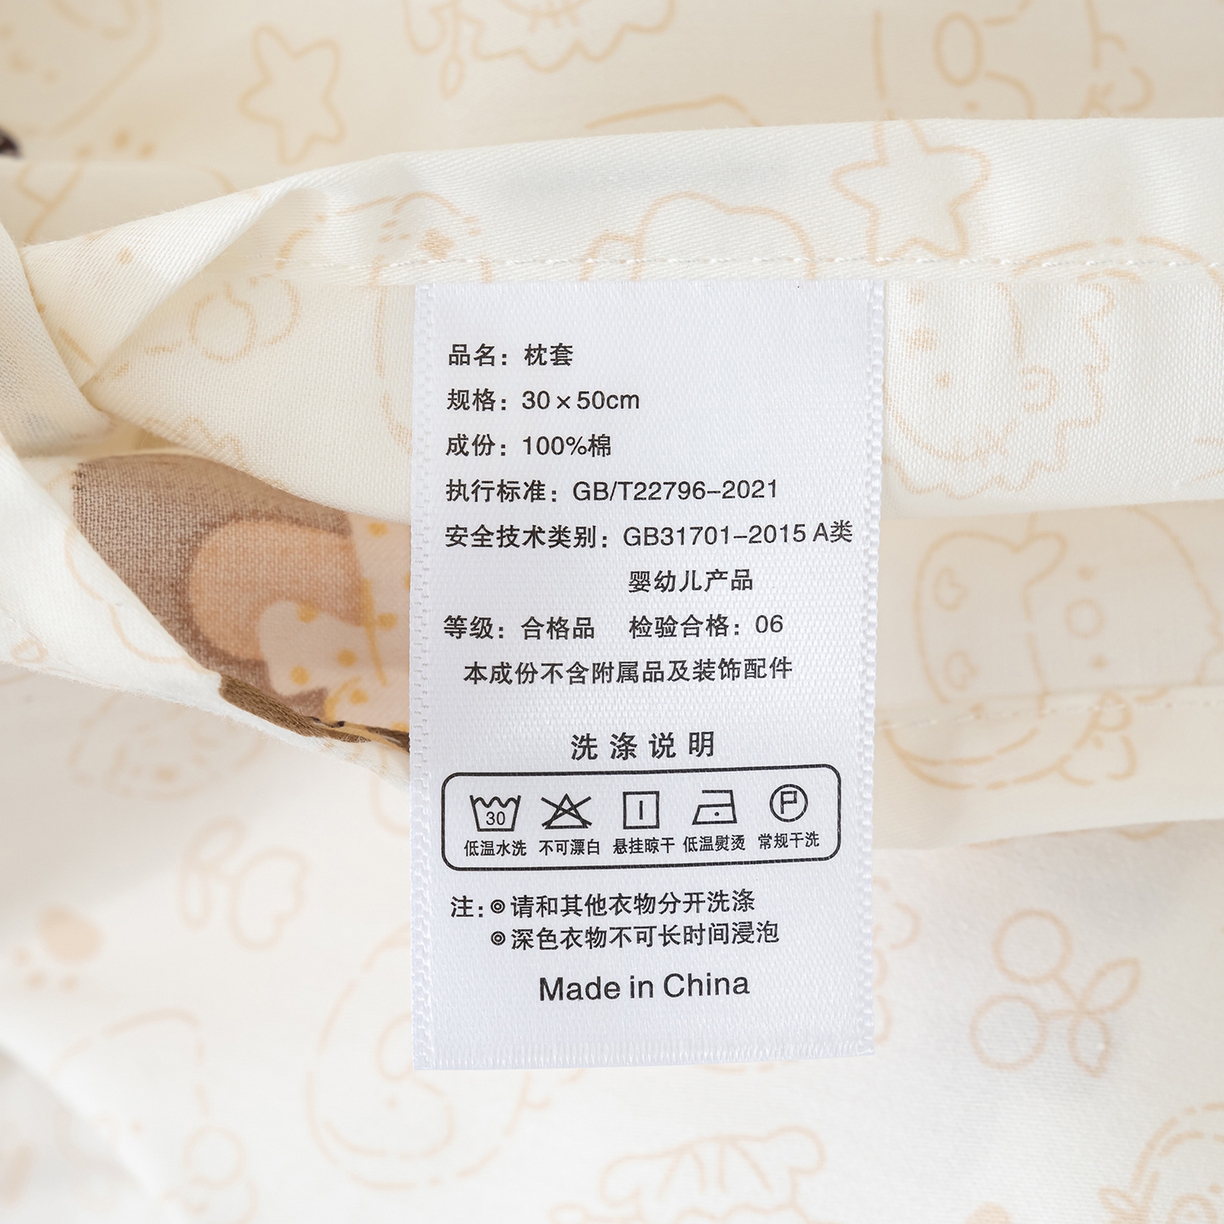 品名：枕套
规格：30×50cm
成份：100%棉
执行标准：GB/T22796-2021
安全技术类别：GB31701-2015 A类
婴幼儿产品
等级：合格品 检验合格：06
本成份不含附属品及装饰配件
洗涤说明
30
低温水洗 不可漂白 悬挂晾干 低温熨烫 常规干洗
P
注：◎请和其他衣物分开洗涤
◎深色衣物不可长时间浸泡
Made in China